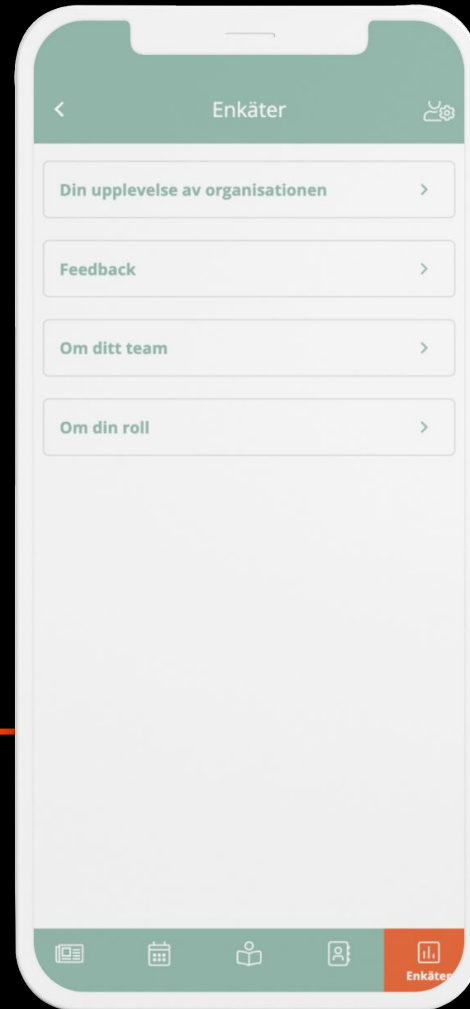 Enkäter
Din upplevelse av organisationen
Feedback
Om ditt team
Om din roll
Enkäter